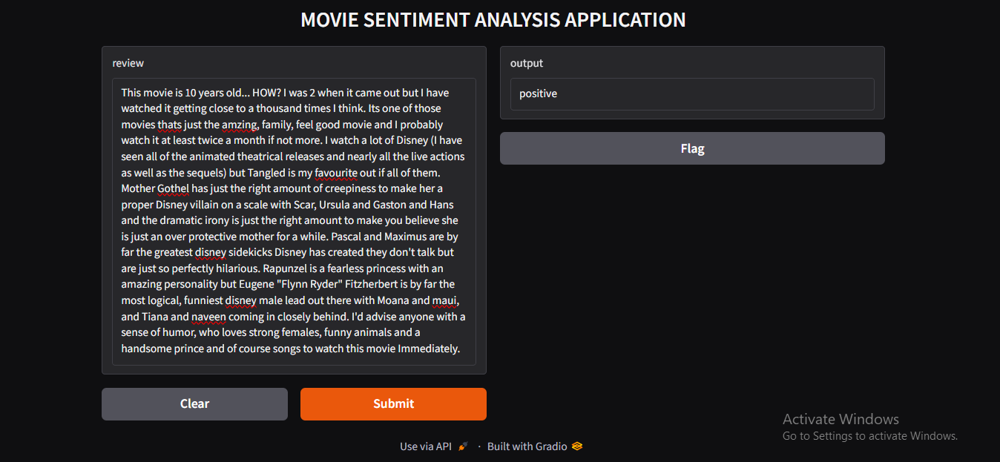 MOVIE SENTIMENT ANALYSIS APPLICATION
review
This movie is 10 years old... HOW? I was 2 when it came out but I have
watched it getting close to a thousand times I think. Its one of those
movies thats just the amzing, family, feel good movie and I probably
watch it at least twice a month if not more. I watch a lot of Disney (I have
seen all of the animated theatrical releases and nearly all the live actions
as well as the sequels) but Tangled is my favourite out if all of them.
Mother Gothel has just the right amount of creepiness to make her a
proper Disney villain on a scale with Scar, Ursula and Gaston and Hans
and the dramatic irony is just the right amount to make you believe she
is just an over protective mother for a while. Pascal and Maximus are by
far the greatest disney sidekicks Disney has created they don't talk but
are just so perfectly hilarious. Rapunzel is a fearless princess with an
amazing personality but Eugene "Flynn Ryder" Fitzherbert is by far the
most logical, funniest disney male lead out there with Moana and maui,
and Tiana and naveen coming in closely behind. I'd advise anyone with a
sense of humor, who loves strong females, funny animals and a
handsome prince and of course songs to watch this movie Immediately.
Clear
Submit
output
positive
Flag
Use via API · Built with Gradio
Activate Windows
Go to Settings to activate Windows.